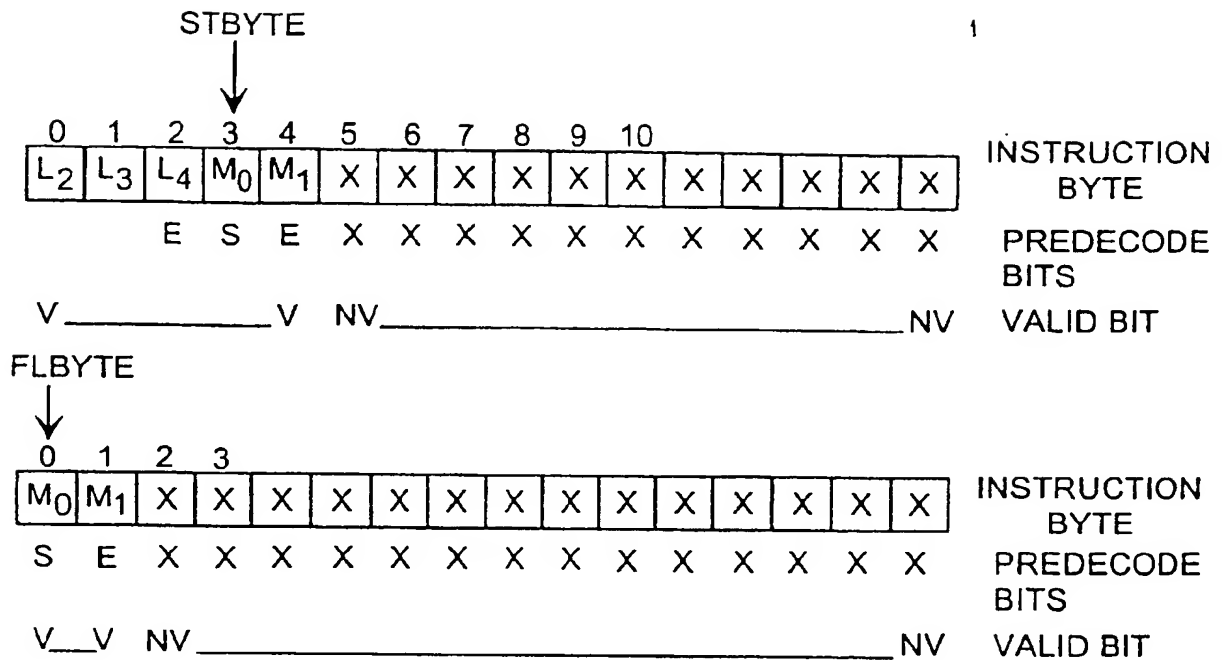 STBYTE 1
0 1 2 3 4 5 6 7 8 9 10
L2 L3 L4 M0 M1 X X X X X X X X X X X INSTRUCTION BYTE
E S E X X X X X X X X X X X PREDECODE BITS
V V NV NV VALID BIT
FLBYTE
0 1 2 3
M0 M1 X X X X X X X X X X X X X X INSTRUCTION BYTE
S E X X X X X X X X X X X X X X PREDECODE BITS
V V NV NV VALID BIT